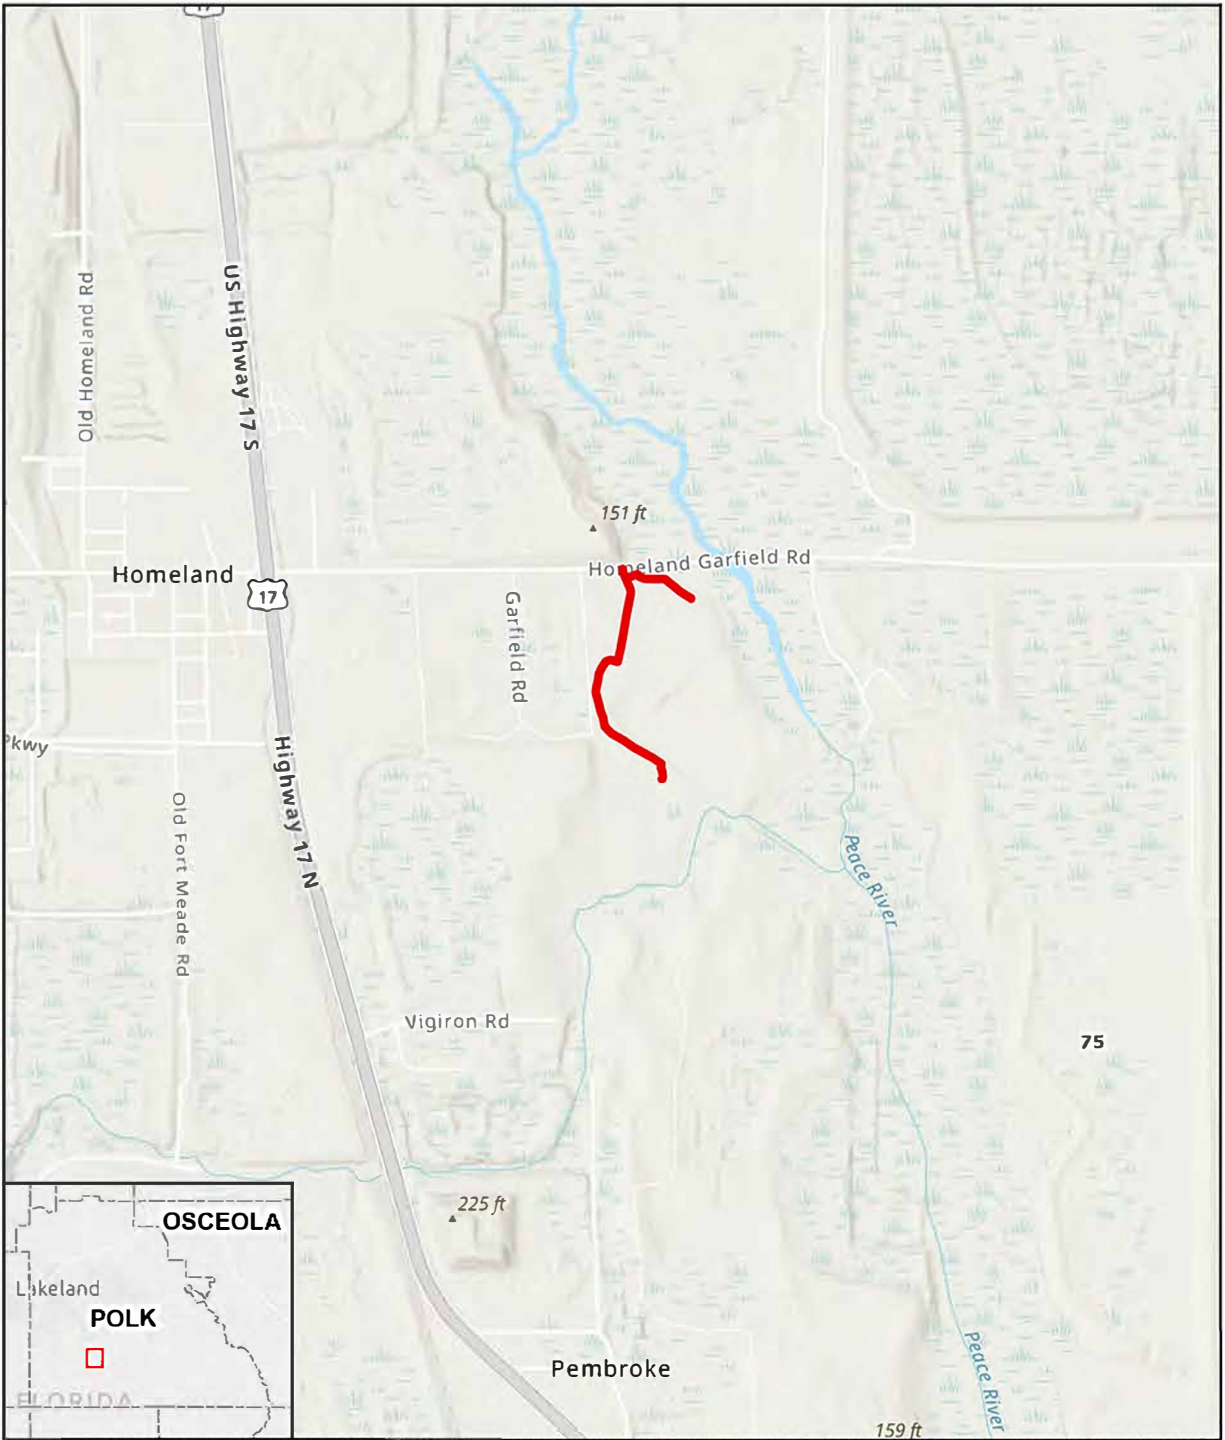 17
Old Homeland Rd
US Highway 17 S
151 ft
Homeland Garfield Rd
Homeland
17
Garfield Rd
Pkwy
Highway 17 N
Old Fort Meade Rd
Peace River
Vigiron Rd
75
225 ft
OSCEOLA
Lakeland
POLK
FLORIDA
Pembroke
Peace River
159 ft